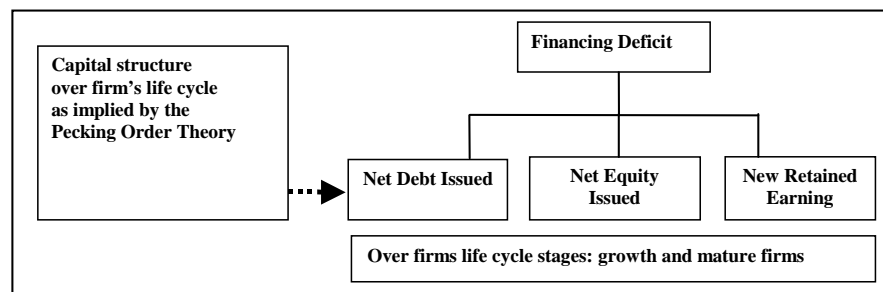 Financing Deficit
Capital structure
over firm's life cycle
as implied by the
Pecking Order Theory
Net Debt Issued
Net Equity
Issued
New Retained
Earning
Over firms life cycle stages: growth and mature firms